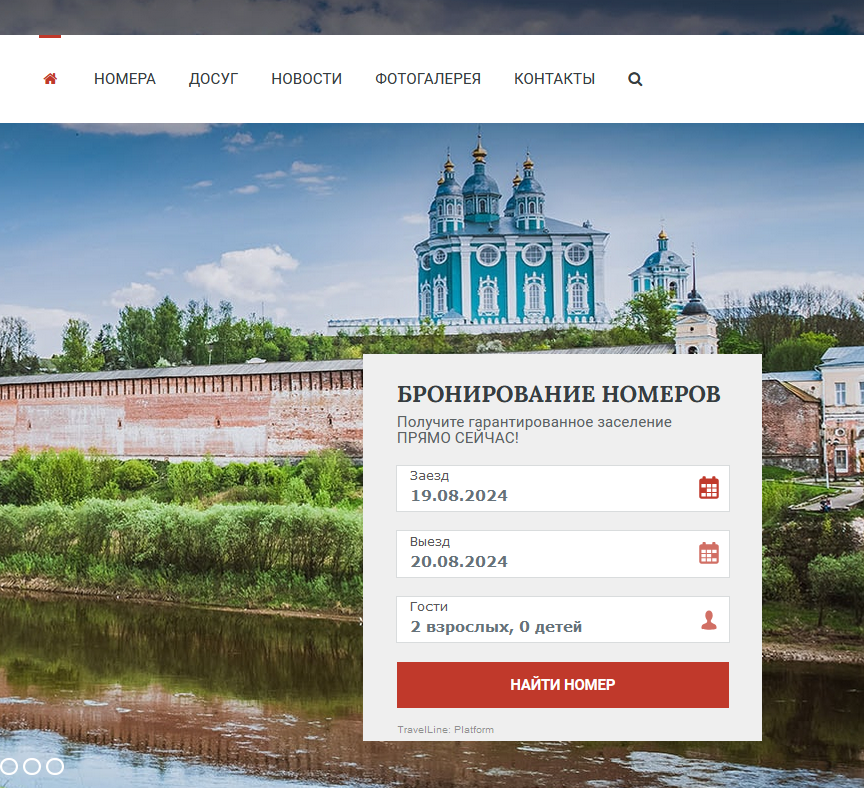 НОМЕРА ДОСУГ НОВОСТИ ФОТОГАЛЕРЕЯ КОНТАКТЫ
БРОНИРОВАНИЕ НОМЕРОВ
Получите гарантированное заселение
ПРЯМО СЕЙЧАС!
Заезд
19.08.2024
Выезд
20.08.2024
Гости
2 взрослых, 0 детей
НАЙТИ НОМЕР
TravelLine: Platform